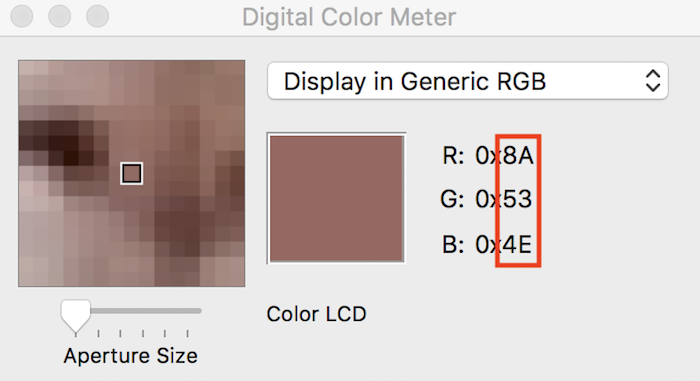 Digital Color Meter
Display in Generic RGB
R: 0x8A
G: 0x53
B: 0x4E
Color LCD
Aperture Size